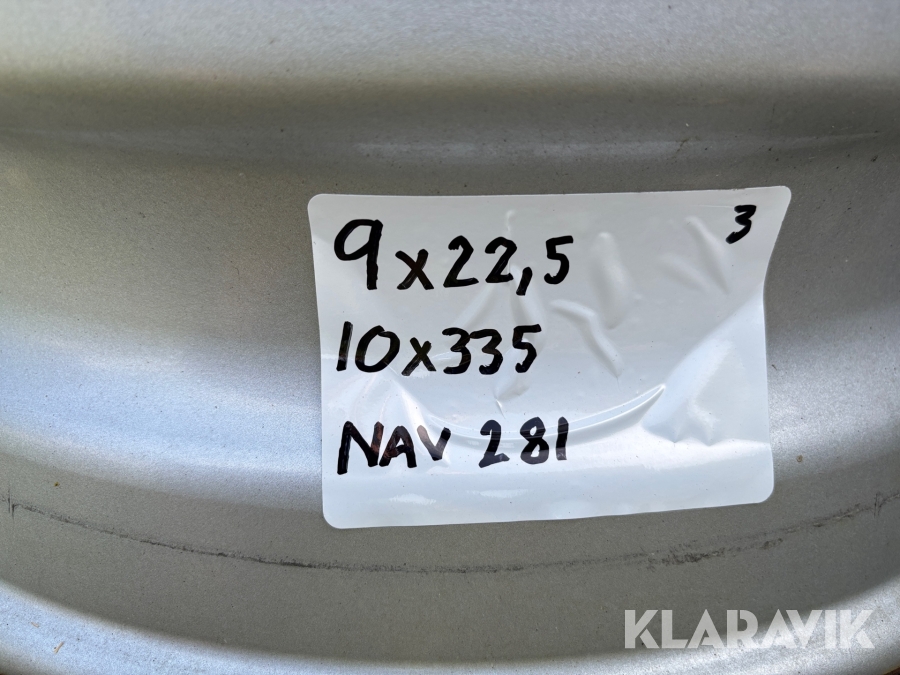 3
9x22,5
10x335
NAV 281
KLARAVIK